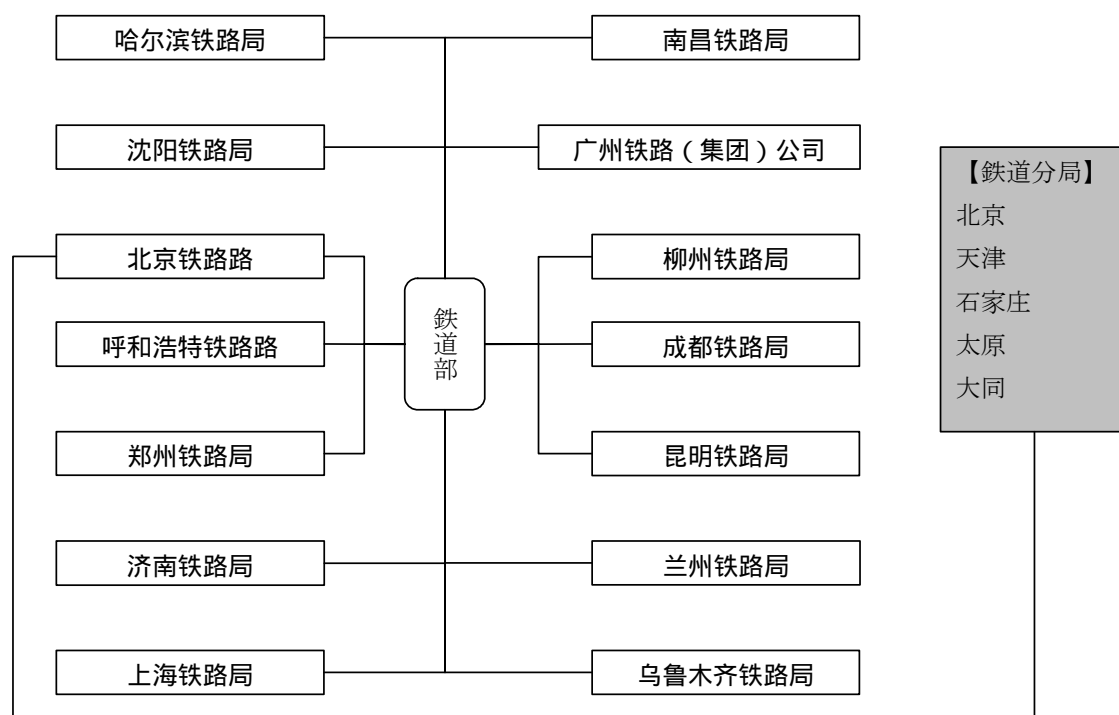 哈尔滨铁路局
南昌铁路局
沈阳铁路局
广州铁路（集团）公司
北京铁路路
柳州铁路局
呼和浩特铁路路
鉄道部
成都铁路局
郑州铁路局
昆明铁路局
济南铁路局
兰州铁路局
上海铁路局
乌鲁木齐铁路局
【鉄道分局】
北京
天津
石家庄
太原
大同